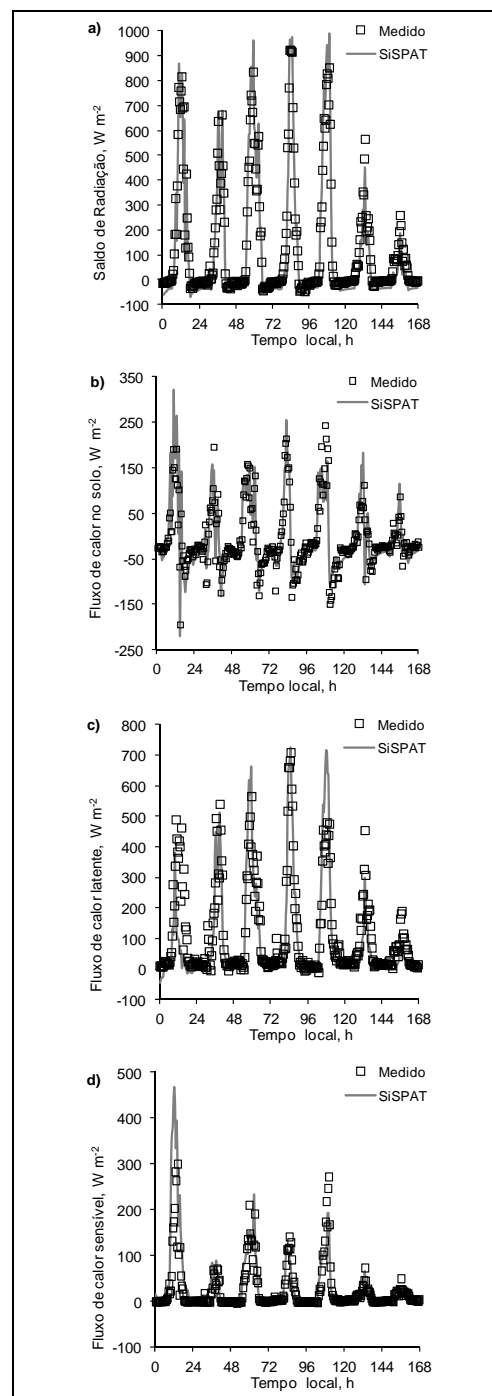 a)
Medido
SiSPAT
Saldo de Radiação, W m-2
1000
900
800
700
600
500
400
300
200
100
0
-100
0 24 48 72 96 120 144 168
Tempo local, h
b)
Medido
SiSPAT
Fluxo de calor no solo, W m-2
350
250
150
50
-50
-150
-250
0 24 48 72 96 120 144 168
Tempo local, h
c)
Medido
SiSPAT
Fluxo de calor latente, W m-2
800
700
600
500
400
300
200
100
0
-100
0 24 48 72 96 120 144 168
Tempo local, h
d)
Medido
SiSPAT
Fluxo de calor sensível, W m-2
500
400
300
200
100
0
-100
0 24 48 72 96 120 144 168
Tempo local, h